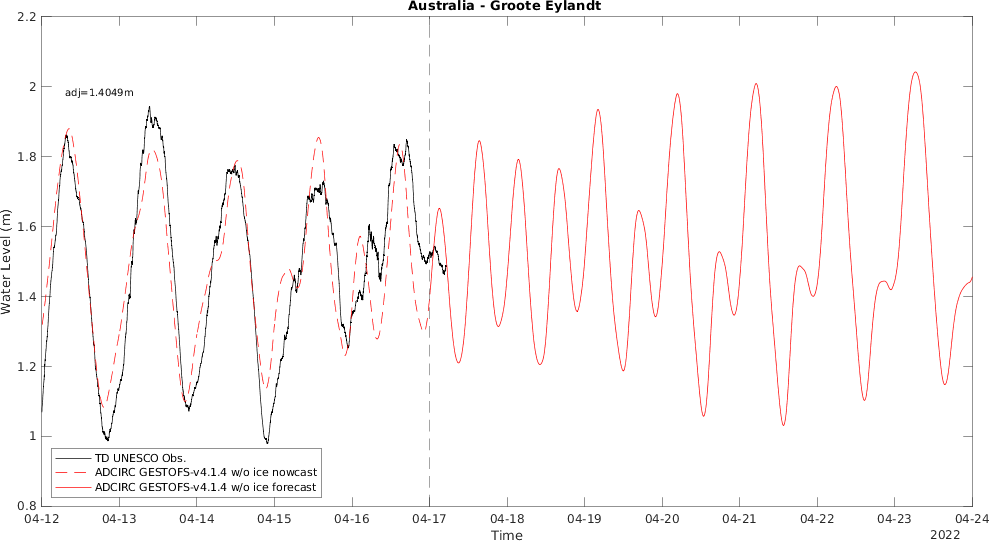 Australia - Groote Eylandt
2.2
2
1.8
1.6
1.4
1.2
1
0.8
Water Level (m)
adj=1.4049m
TD UNESCO Obs.
ADCIRC GESTOFS-v4.1.4 w/o ice nowcast
ADCIRC GESTOFS-v4.1.4 w/o ice forecast
04-12 04-13 04-14 04-15 04-16 04-17 04-18 04-19 04-20 04-21 04-22 04-23 04-24
Time
2022